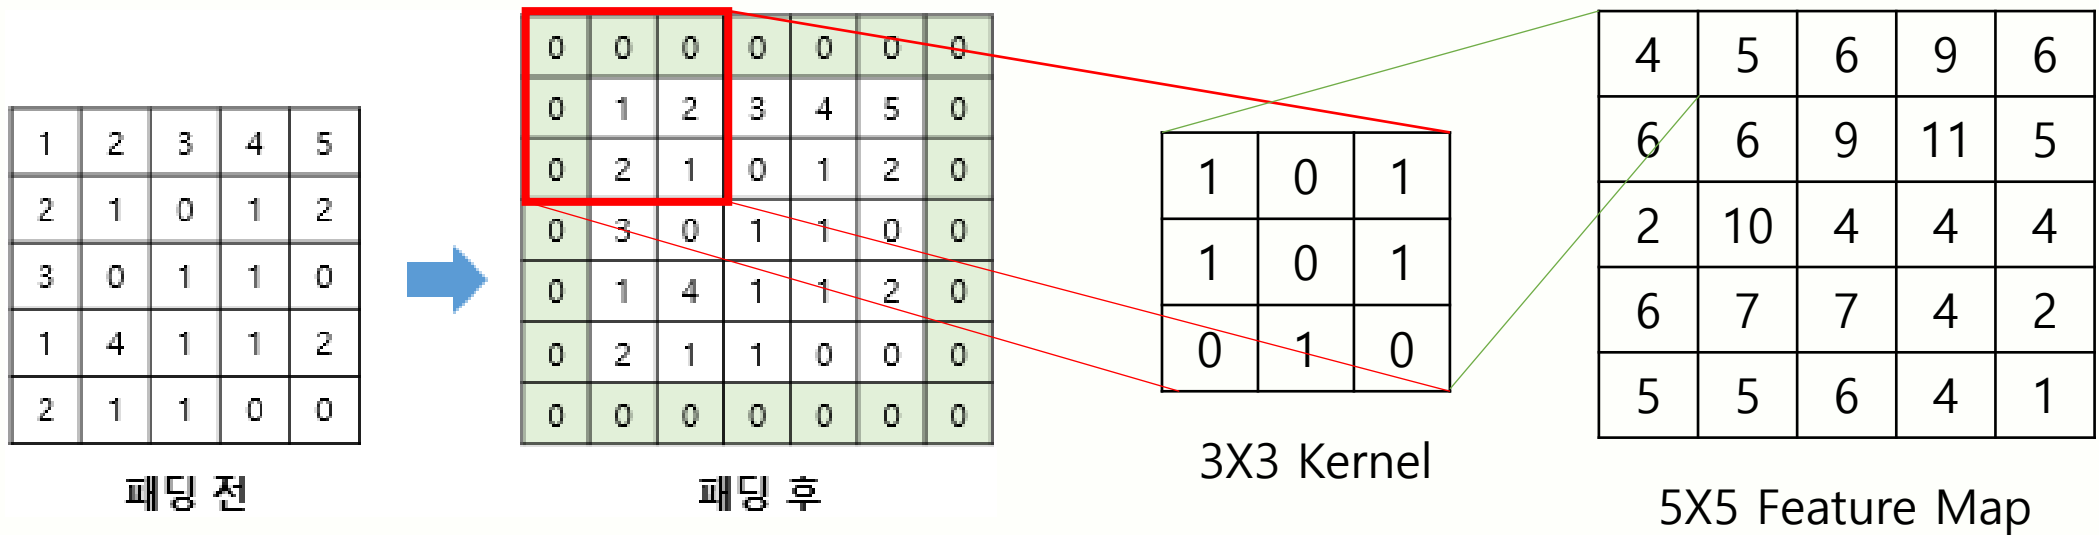 1 2 3 4 5
2 1 0 1 2
3 0 1 1 0
1 4 1 1 2
2 1 1 0 0
패딩 전
0 0 0 0 0 0 0
0 1 2 3 4 5 0
0 2 1 0 1 2 0
0 3 0 1 1 0 0
0 1 4 1 1 2 0
0 2 1 1 0 0 0
0 0 0 0 0 0 0
패딩 후
1 0 1
1 0 1
0 1 0
3X3 Kernel
4 5 6 9 6
6 6 9 11 5
2 10 4 4 4
6 7 7 4 2
5 5 6 4 1
5X5 Feature Map